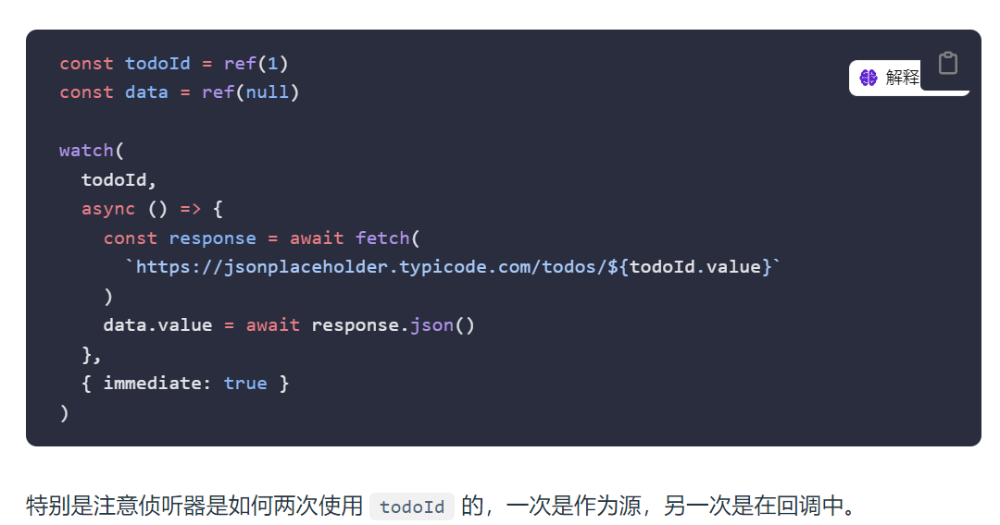 const todoId = ref(1)
解释
const data = ref(null)
watch(
  todoId,
  async () => {
    const response = await fetch(
      `https://jsonplaceholder.typicode.com/todos/${todoId.value}`
    )
    data.value = await response.json()
  },
  { immediate: true }
)
特别是注意侦听器是如何两次使用 todoId 的，一次是作为源，另一次是在回调中。